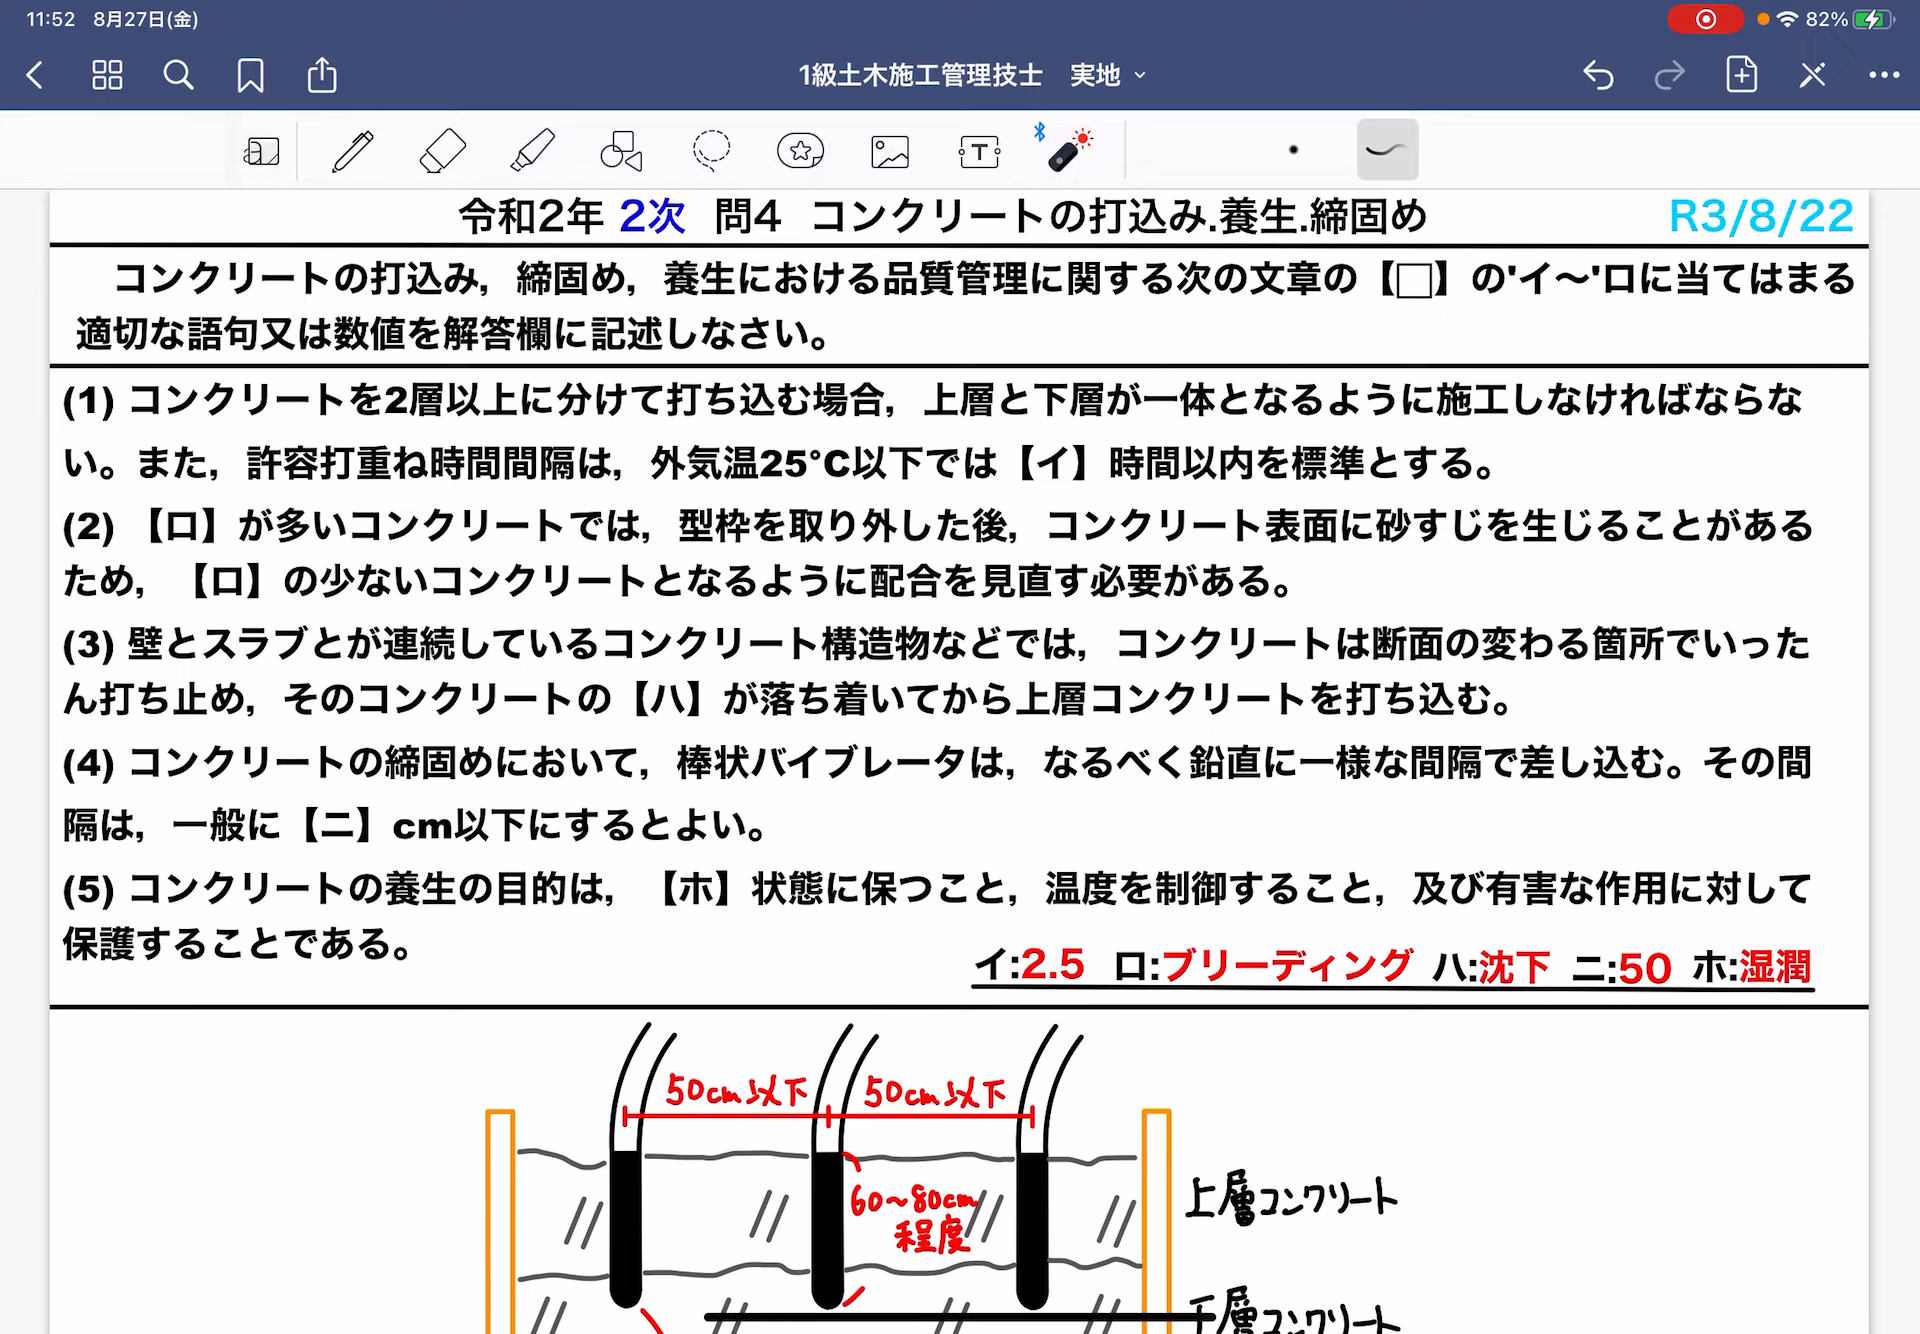 11:52 8月27日(金)
82%
1級土木施工管理技士 実地
令和2年 2次 問4 コンクリートの打込み.養生.締固め
R3/8/22
コンクリートの打込み，締固め，養生における品質管理に関する次の文章の【□】の'イ〜'ロに当てはまる
適切な語句又は数値を解答欄に記述しなさい。
(1) コンクリートを2層以上に分けて打ち込む場合，上層と下層が一体となるように施工しなければならな
い。また，許容打重ね時間間隔は，外気温25°C以下では【イ】時間以内を標準とする。
(2) 【ロ】が多いコンクリートでは，型枠を取り外した後，コンクリート表面に砂すじを生じることがある
ため，【ロ】の少ないコンクリートとなるように配合を見直す必要がある。
(3) 壁とスラブとが連続しているコンクリート構造物などでは，コンクリートは断面の変わる箇所でいった
ん打ち止め，そのコンクリートの【ハ】が落ち着いてから上層コンクリートを打ち込む。
(4) コンクリートの締固めにおいて，棒状バイブレータは，なるべく鉛直に一様な間隔で差し込む。その間
隔は，一般に【ニ】cm以下にするとよい。
(5) コンクリートの養生の目的は，【ホ】状態に保つこと，温度を制御すること，及び有害な作用に対して
保護することである。
イ:2.5 ロ:ブリーディング ハ:沈下 ニ:50 ホ:湿潤
50cm以下 50cm以下
60〜80cm
程度
上層コンクリート
下層コンクリート